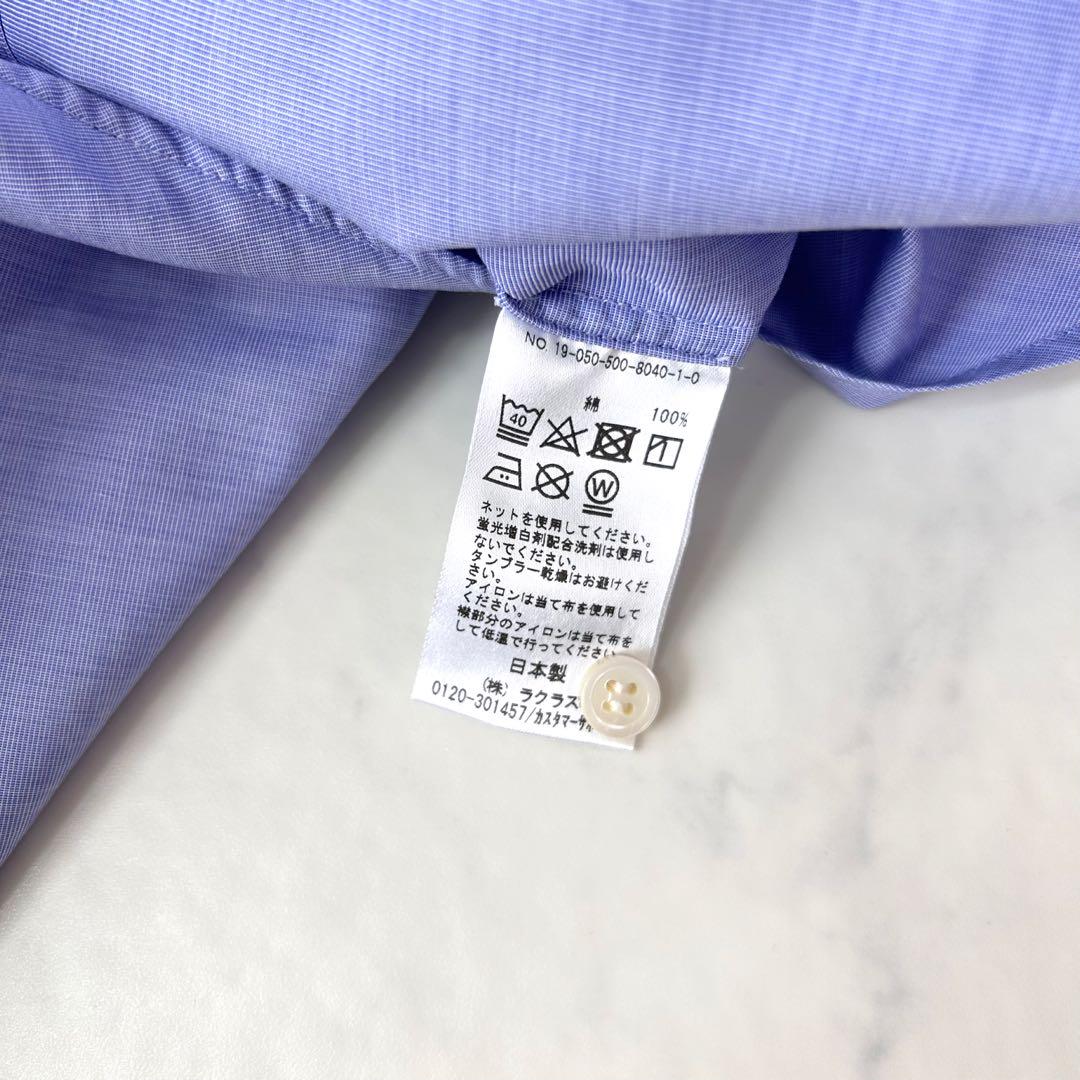 NO. 19-050-500-8040-1-0
綿 100%
40
W
ネットを使用してください。
蛍光増白剤配合洗剤は使用し
ないでください。
タンブラー乾燥はお避けくだ
さい。
アイロンは当て布を使用して
ください。
襟部分のアイロンは当て布を
して低温で行ってください。
日本製
(株) ラクラス
0120-301457/カスタマーサ